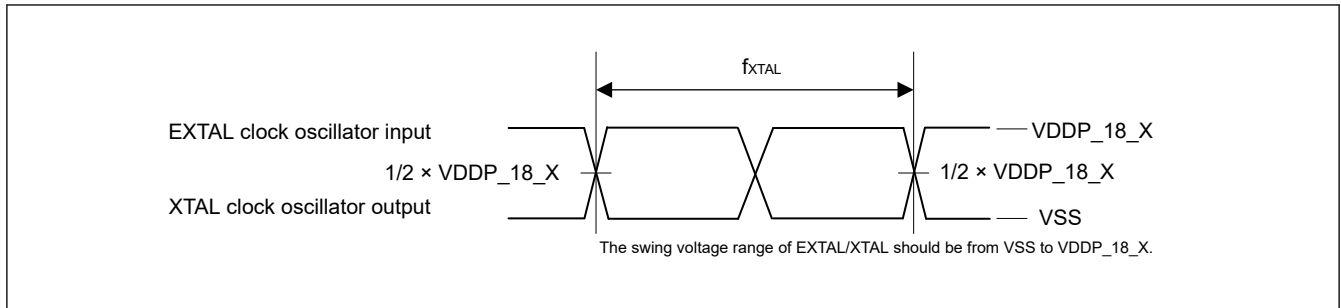 fXTAL
EXTAL clock oscillator input
VDDP_18_X
1/2 × VDDP_18_X
1/2 × VDDP_18_X
XTAL clock oscillator output
VSS
The swing voltage range of EXTAL/XTAL should be from VSS to VDDP_18_X.